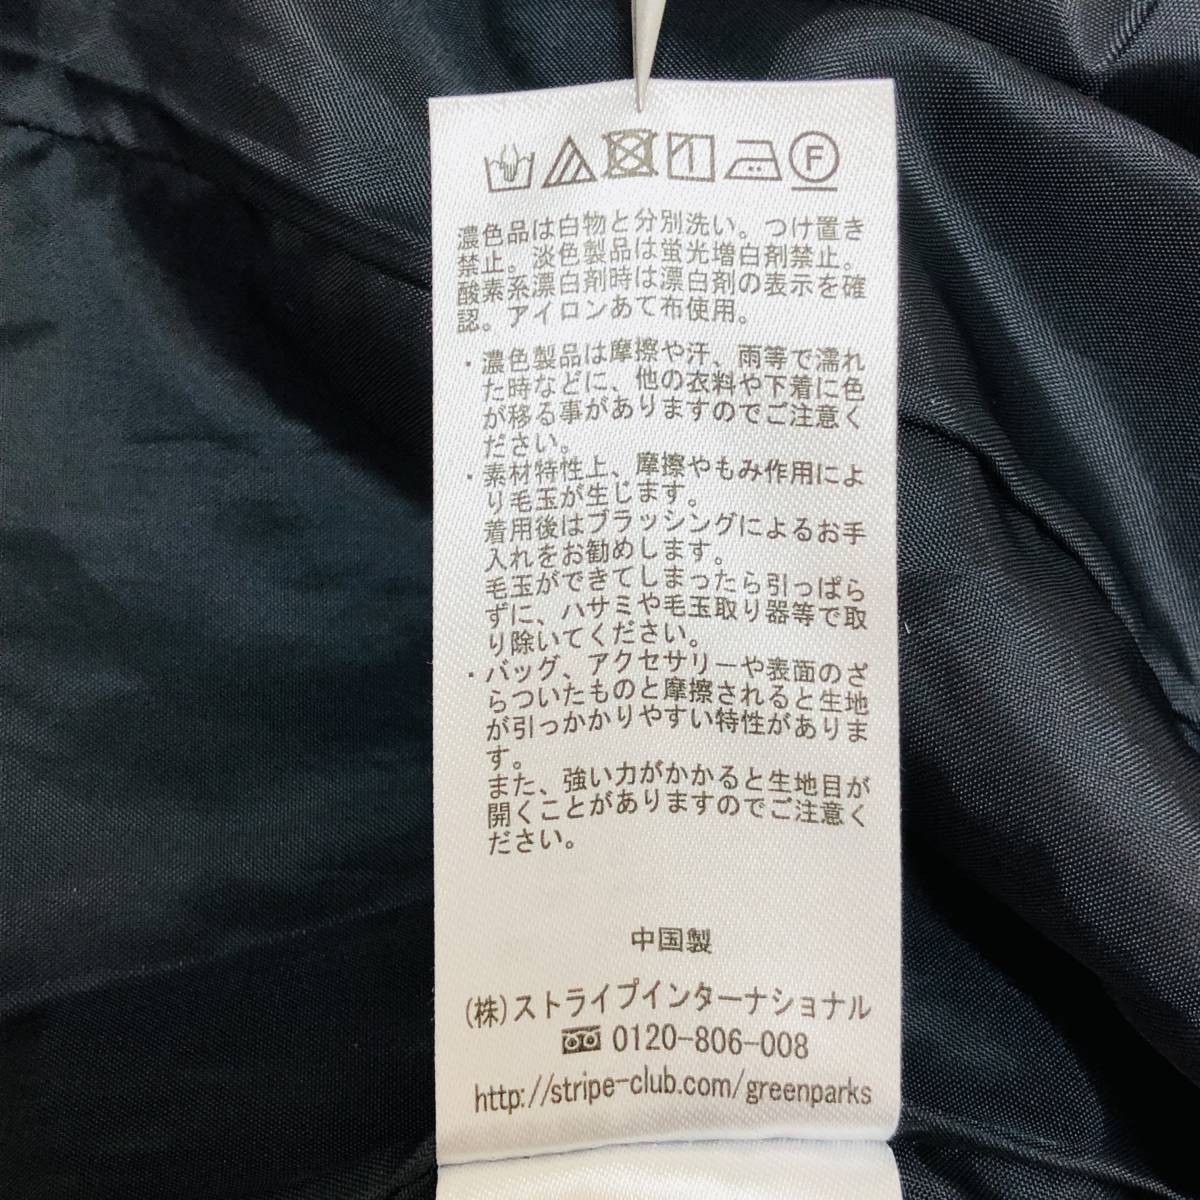 F
濃色品は白物と分別洗い。つけ置き
禁止。淡色製品は蛍光増白剤禁止。
酸素系漂白剤時は漂白剤の表示を確
認。アイロンあて布使用。
・濃色製品は摩擦や汗、雨等で濡れ
た時などに、他の衣料や下着に色
が移る事がありますのでご注意く
ださい。
・素材特性上、摩擦やもみ作用によ
り毛玉が生じます。
着用後はブラッシングによるお手
入れをお勧めします。
毛玉ができてしまったら引っぱら
ずに、ハサミや毛玉取り器等で取
り除いてください。
・バッグ、アクセサリーや表面のざ
らついたものと摩擦されると生地
が引っかかりやすい特性がありま
す。
また、強い力がかかると生地目が
開くことがありますのでご注意く
ださい。
中国製
(株)ストライプインターナショナル
0120-806-008
http://stripe-club.com/greenparks